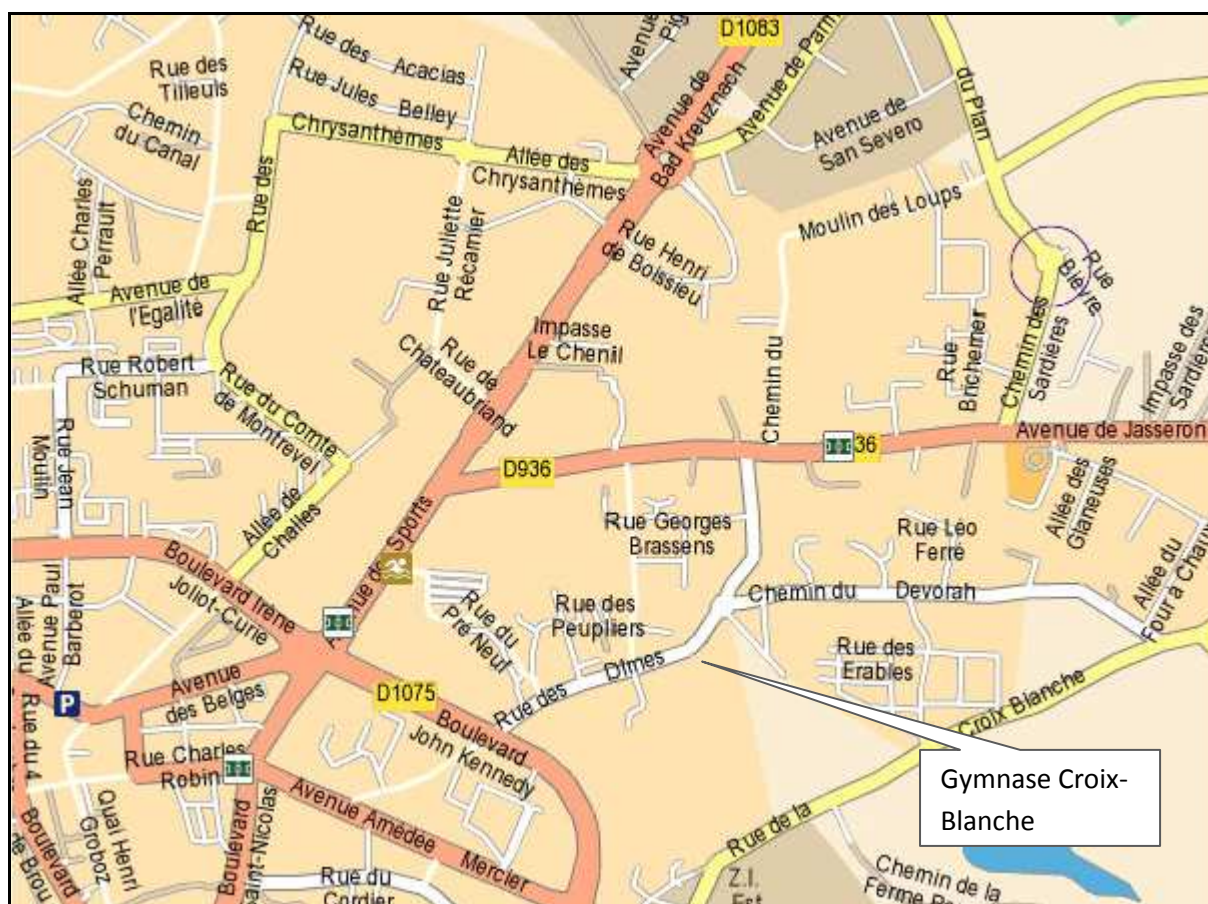 D1083
Avenue
Pig
Rue des
Acacias
Rue des
Tilleuls
Rue Jules
Belley
Chemin
du Canal
Chrysanthèmes
Rue des
Allée des
Chrysanthèmes
Avenue de
Bad Kreuznach
Avenue de Parm
Avenue de
San Severo
du Plan
Moulin des Loups
Chemin du
Allée Charles
Perrault
Avenue de
l'Egalité
Rue Juliette
Récamier
Rue Henri
de Boissieu
Rue
Bièvre
Impasse
Le Chenil
Rue de
Chateaubriand
Rue
Brichemer
Chemin des
Sardières
Impasse des
Sardières
Rue Robert
Schuman
Rue du Comte
de Montrevel
Rue Jean
Moulin
D936
36
Avenue de Jasseron
Allée des
Glaneuses
Allée de
Challes
Rue Georges
Brassens
Rue Léo
Ferré
Boulevard Irène
Joliot-Curie
ue de Sports
Avenue Paul
Barberot
Allée du
Rue du
Pré Neuf
Rue des
Peupliers
Chemin du
Devorah
Allée du
Four a Chaux
Rue des
Erables
Rue des Dîmes
Croix Blanche
Rue de la
Avenue
des Belges
D1075
Boulevard
John Kennedy
P
Rue du 4
Rue Charles
Robin
Gymnase Croix-
Blanche
Quai Henri
Groboz
Boulevard
de Brou
Boulevard
Saint-Nicolas
Avenue Amédée
Mercier
Rue du
Cordier
Z.I.
Est
Chemin de la
Ferme